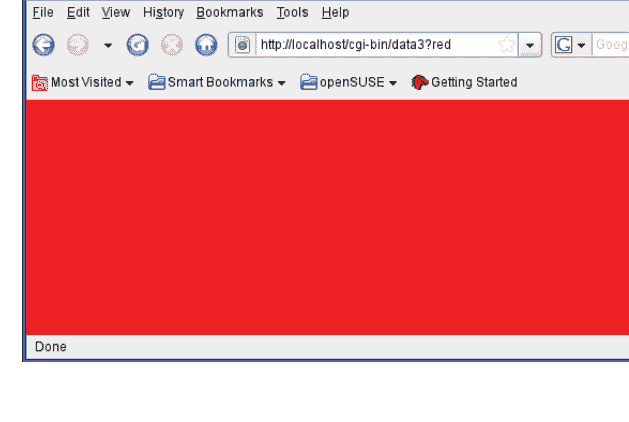 File Edit View History Bookmarks Tools Help
http://localhost/cgi-bin/data3?red G Goog
Most Visited Smart Bookmarks openSUSE Getting Started
Done